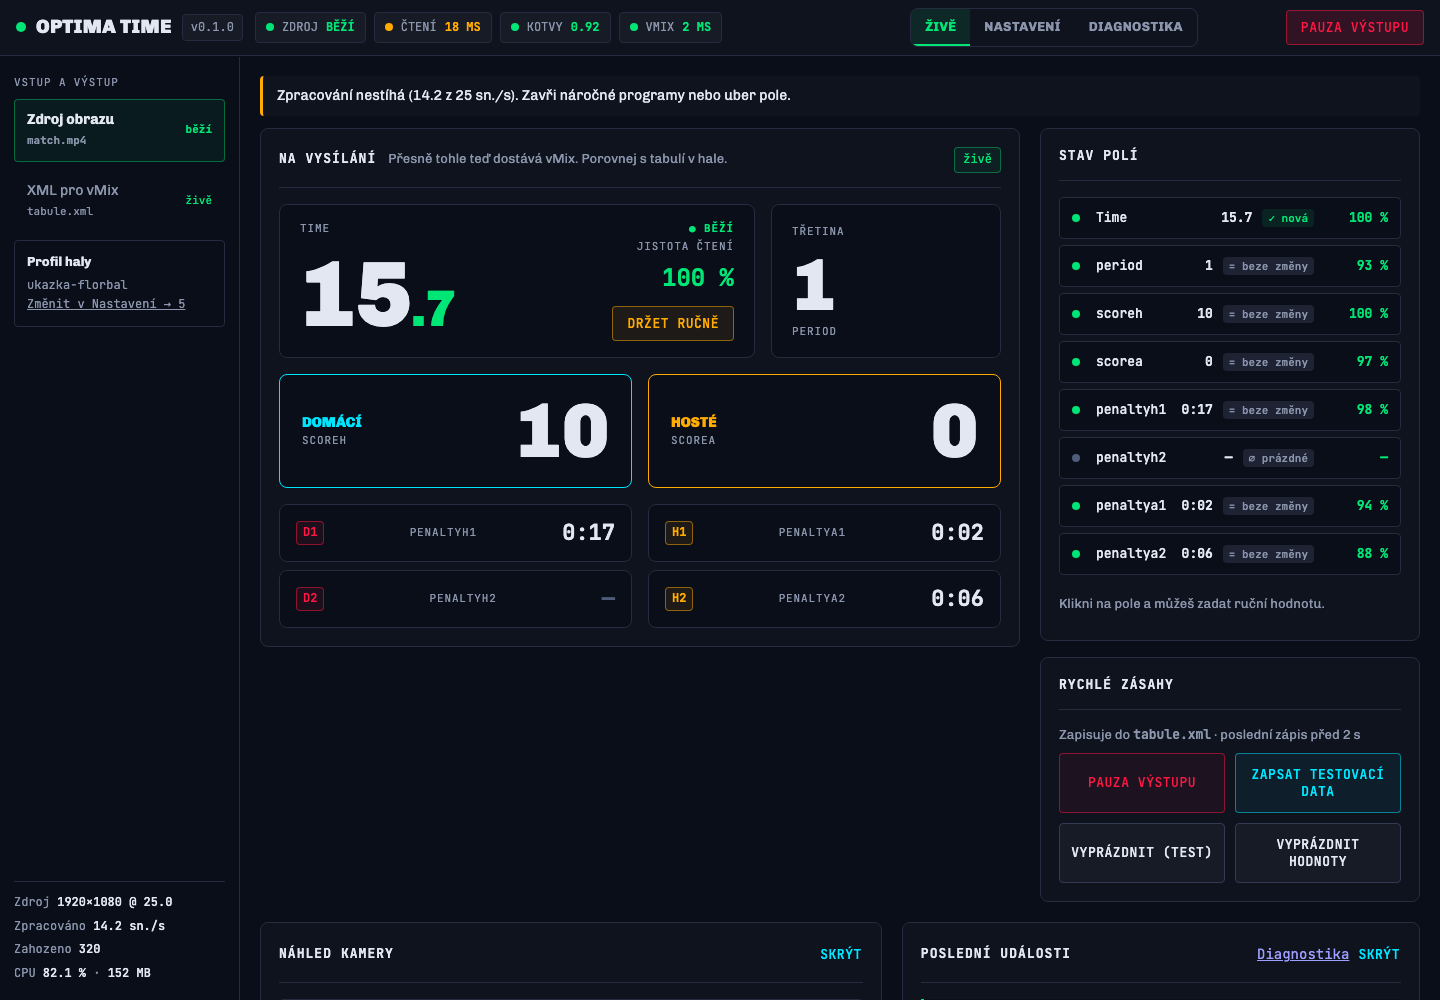 OPTIMA TIME v0.1.0 ZDROJ BĚŽÍ ČTENÍ 18 MS KOTVY 0.92 VMIX 2 MS ŽIVĚ NASTAVENÍ DIAGNOSTIKA PAUZA VÝSTUPU
VSTUP A VÝSTUP
Zdroj obrazu
match.mp4
běží
XML pro vMix
tabule.xml
živě
Profil haly
ukazka-florbal
Změnit v Nastavení → 5
Zdroj 1920×1080 @ 25.0
Zpracováno 14.2 sn./s
Zahozeno 320
CPU 82.1 % · 152 MB
Zpracování nestíhá (14.2 z 25 sn./s). Zavři náročné programy nebo uber pole.
NA VYSÍLÁNÍ Přesně tohle teď dostává vMix. Porovnej s tabulí v hale. živě
TIME
15.7
● BĚŽÍ
JISTOTA ČTENÍ
100 %
DRŽET RUČNĚ
TŘETINA
1
PERIOD
DOMÁCÍ
SCOREH
10
HOSTÉ
SCOREA
0
D1 PENALTYH1 0:17
H1 PENALTYA1 0:02
D2 PENALTYH2 —
H2 PENALTYA2 0:06
STAV POLÍ
Time 15.7 ✓ nová 100 %
period 1 = beze změny 93 %
scoreh 10 = beze změny 100 %
scorea 0 = beze změny 97 %
penaltyh1 0:17 = beze změny 98 %
penaltyh2 — ∅ prázdné —
penaltya1 0:02 = beze změny 94 %
penaltya2 0:06 = beze změny 88 %
Klikni na pole a můžeš zadat ruční hodnotu.
RYCHLÉ ZÁSAHY
Zapisuje do tabule.xml · poslední zápis před 2 s
PAUZA VÝSTUPU
ZAPSAT TESTOVACÍ
DATA
VYPRÁZDNIT (TEST)
VYPRÁZDNIT
HODNOTY
NÁHLED KAMERY SKRÝT
POSLEDNÍ UDÁLOSTI Diagnostika SKRÝT